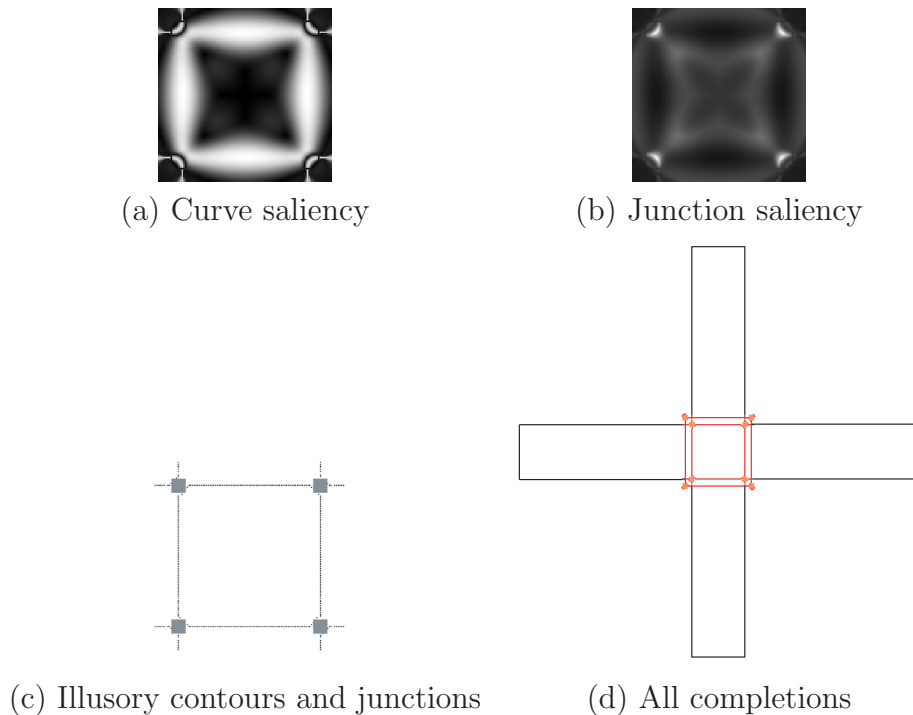 (a) Curve saliency
(b) Junction saliency
(c) Illusory contours and junctions
(d) All completions